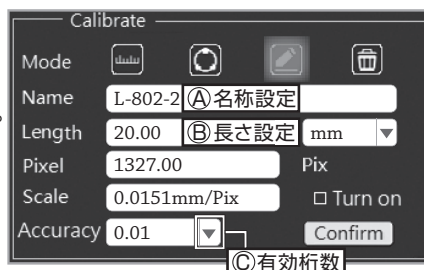 Calibrate
Mode
Name L-802-2 Ⓐ名称設定
Length 20.00 Ⓑ長さ設定 mm
Pixel 1327.00 Pix
Scale 0.0151mm/Pix Turn on
Accuracy 0.01 Confirm
Ⓒ有効桁数